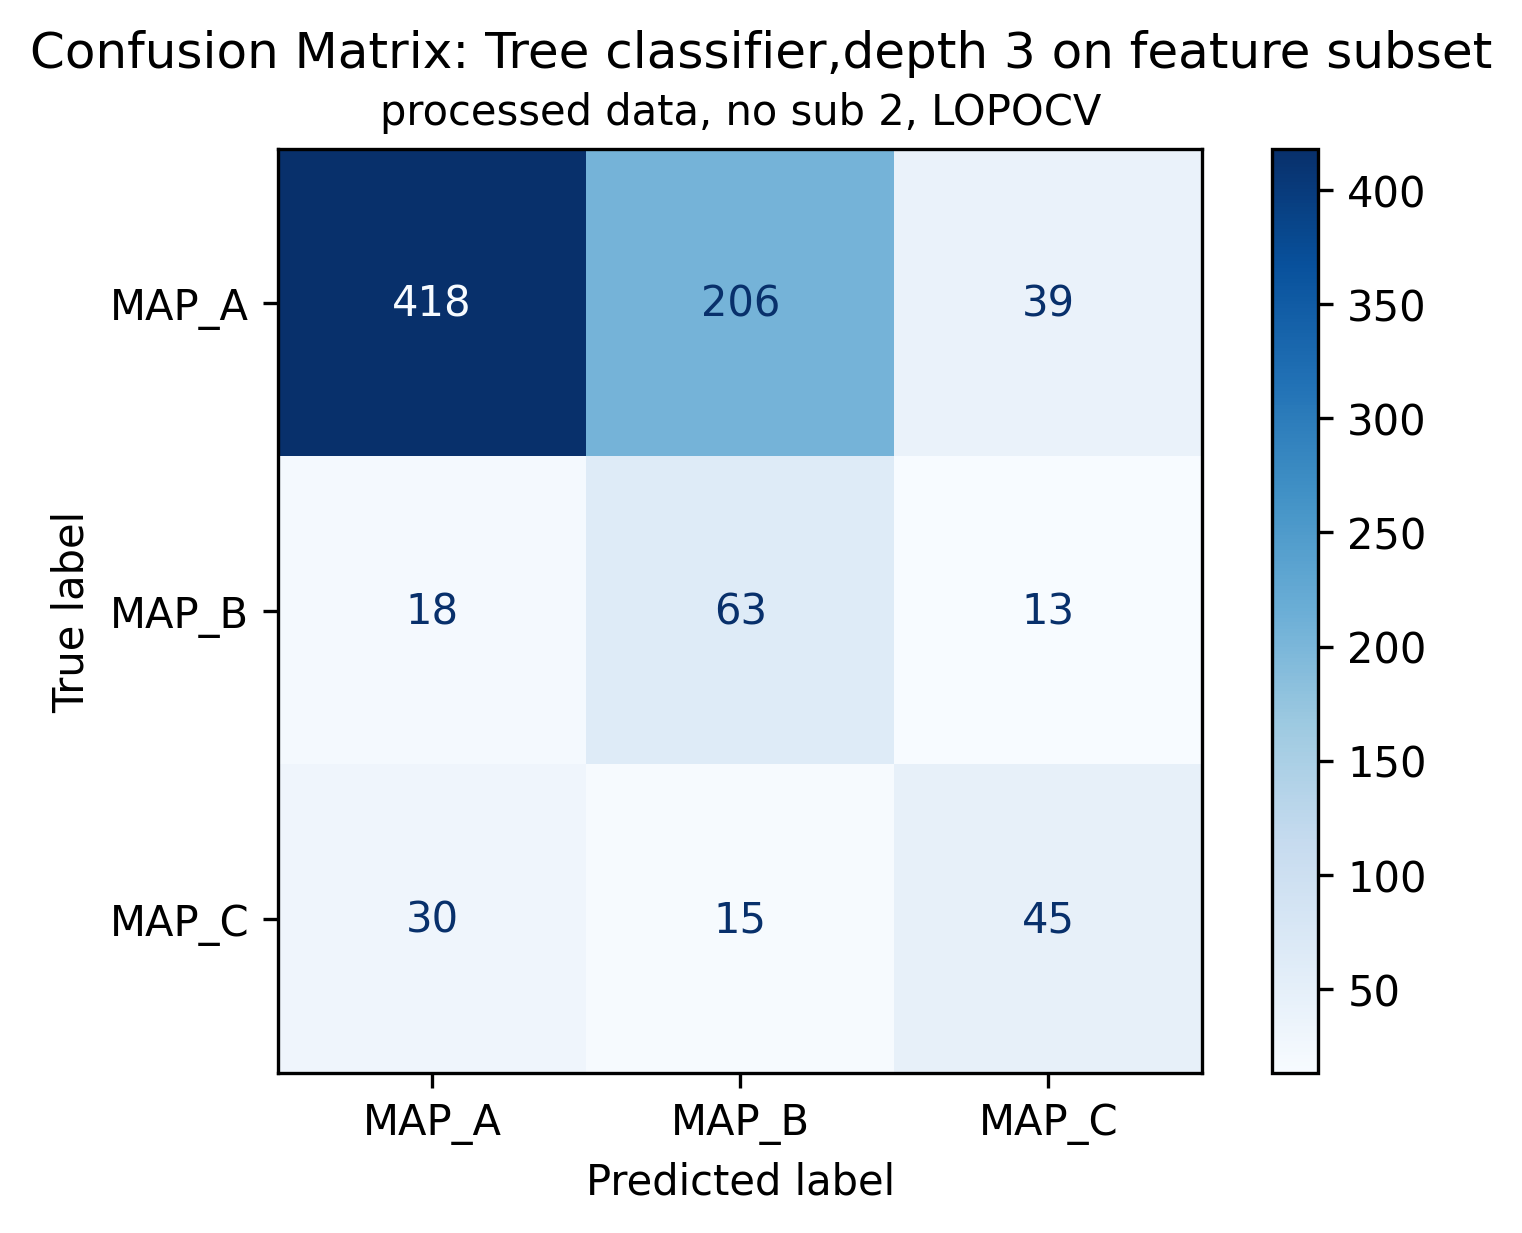 Confusion Matrix: Tree classifier,depth 3 on feature subset
processed data, no sub 2, LOPOCV
True label
MAP_A
418 206 39
MAP_B
18 63 13
MAP_C
30 15 45
MAP_A MAP_B MAP_C
Predicted label
400
350
300
250
200
150
100
50